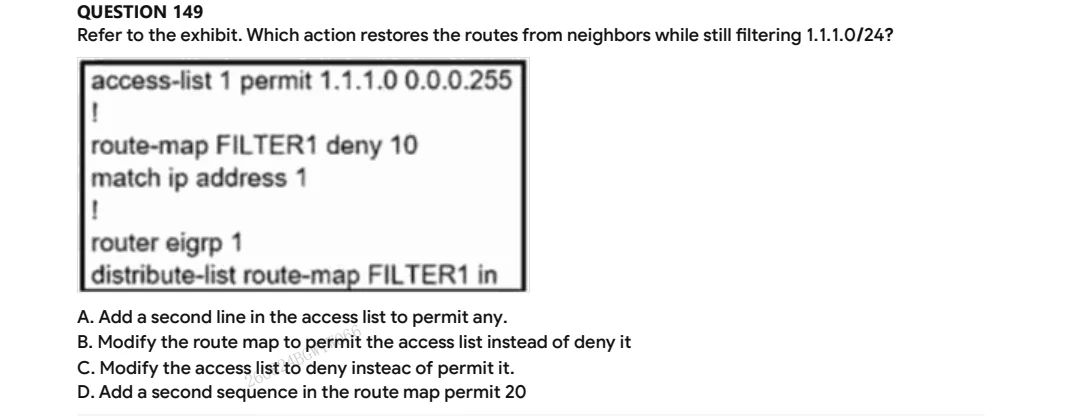 QUESTION 149
Refer to the exhibit. Which action restores the routes from neighbors while still filtering 1.1.1.0/24?
access-list 1 permit 1.1.1.0 0.0.0.255
!
route-map FILTER1 deny 10
match ip address 1
!
router eigrp 1
distribute-list route-map FILTER1 in
A. Add a second line in the access list to permit any.
B. Modify the route map to permit the access list instead of deny it
C. Modify the access list to deny insteac of permit it.
D. Add a second sequence in the route map permit 20